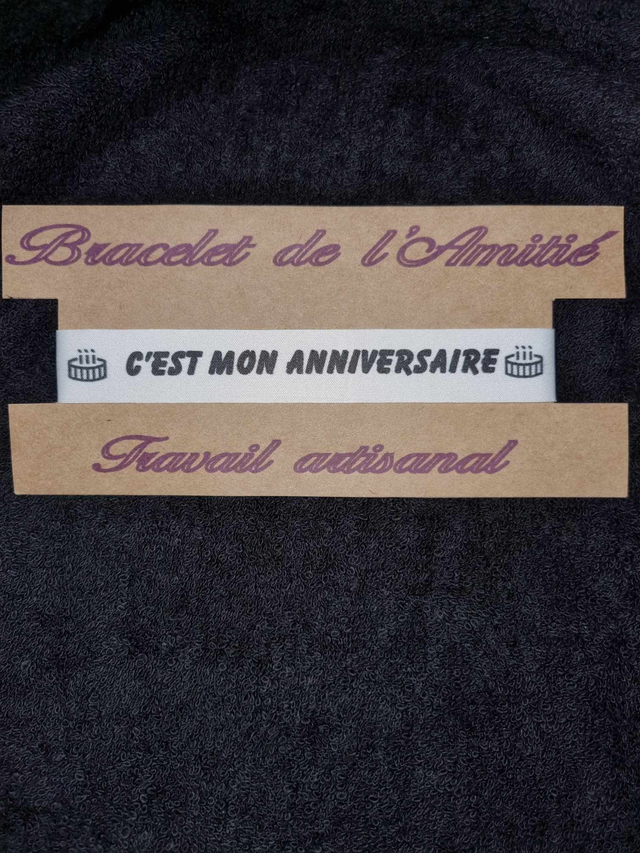 Bracelet de l'Amitié
C'EST MON ANNIVERSAIRE
Travail artisanal